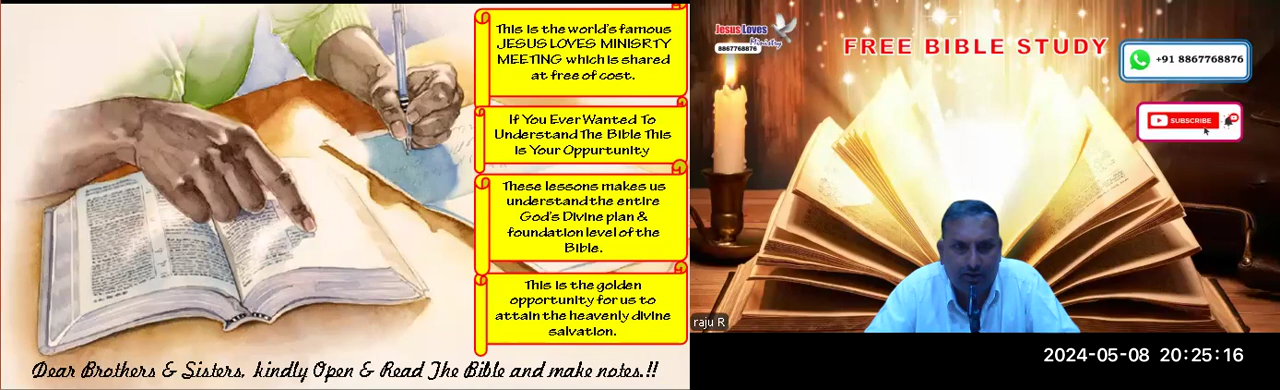 This is the world's famous
JESUS LOVES MINISRTY
MEETING which is shared
at free of cost.
If You Ever Wanted To
Understand The Bible This
is Your Oppurtunity
These lessons makes us
understand the entire
God's Divine plan &
foundation level of the
Bible.
This is the golden
opportunity for us to
attain the heavenly divine
salvation.
Dear Brothers & Sisters, kindly Open & Read The Bible and make notes.!!
Jesus Loves
Ministry
8867768876
FREE BIBLE STUDY
+91 8867768876
SUBSCRIBE
raju R
2024-05-08 20:25:16